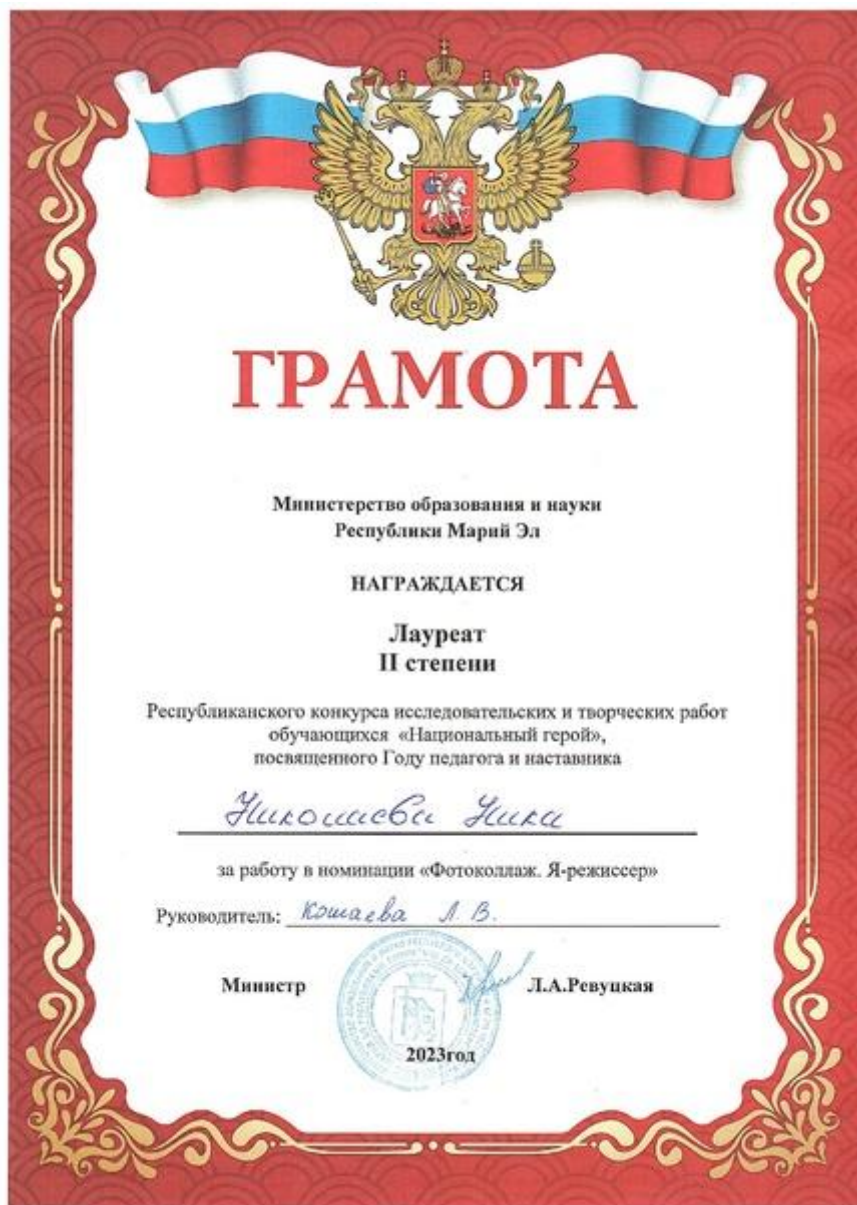 ГРАМОТА
Министерство образования и науки
Республики Марий Эл
НАГРАЖДАЕТСЯ
Лауреат
II степени
Республиканского конкурса исследовательских и творческих работ
обучающихся «Национальный герой»,
посвященного Году педагога и наставника
Николаева Ника
за работу в номинации «Фотоколлаж. Я-режиссер»
Руководитель: Кошаева Л. В.
Министр Л.А.Ревуцкая
2023год